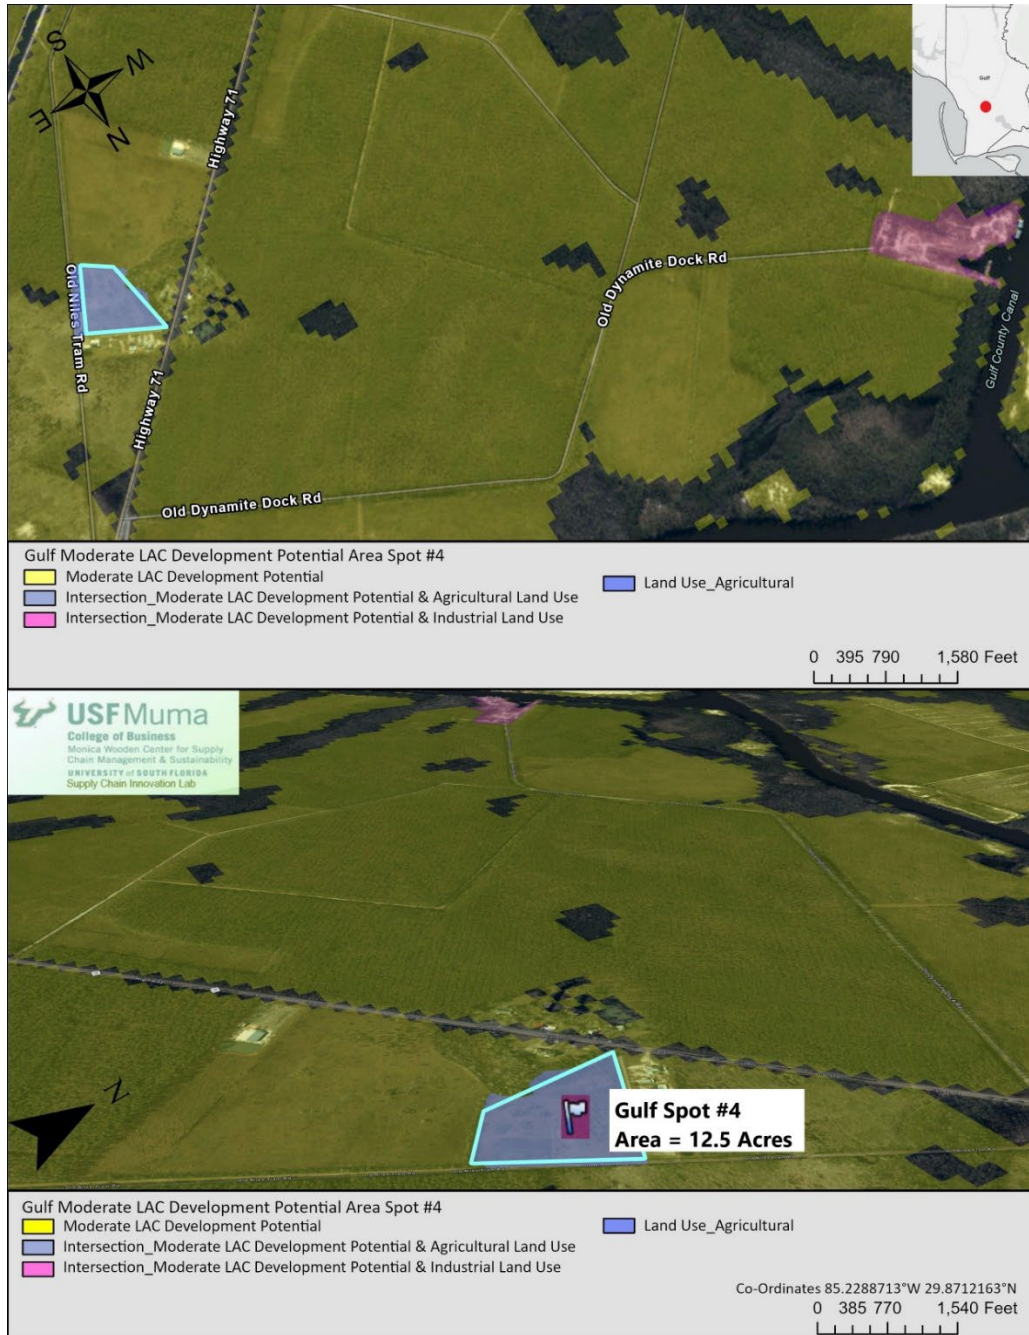 S
W
E
N
Highway 71
Gulf
Old Niles Tram Rd
Old Dynamite Dock Rd
Gulf County Canal
Highway 71
Old Dynamite Dock Rd
Gulf Moderate LAC Development Potential Area Spot #4
Moderate LAC Development Potential
Intersection_Moderate LAC Development Potential & Agricultural Land Use
Land Use_Agricultural
Intersection_Moderate LAC Development Potential & Industrial Land Use
0 395 790 1,580 Feet
USF Muma
College of Business
Monica Wooden Center for Supply
Chain Management & Sustainability
UNIVERSITY of SOUTH FLORIDA
Supply Chain Innovation Lab
N
Gulf Spot #4
Area = 12.5 Acres
Gulf Moderate LAC Development Potential Area Spot #4
Moderate LAC Development Potential
Land Use_Agricultural
Intersection_Moderate LAC Development Potential & Agricultural Land Use
Intersection_Moderate LAC Development Potential & Industrial Land Use
Co-Ordinates 85.2288713°W 29.8712163°N
0 385 770 1,540 Feet